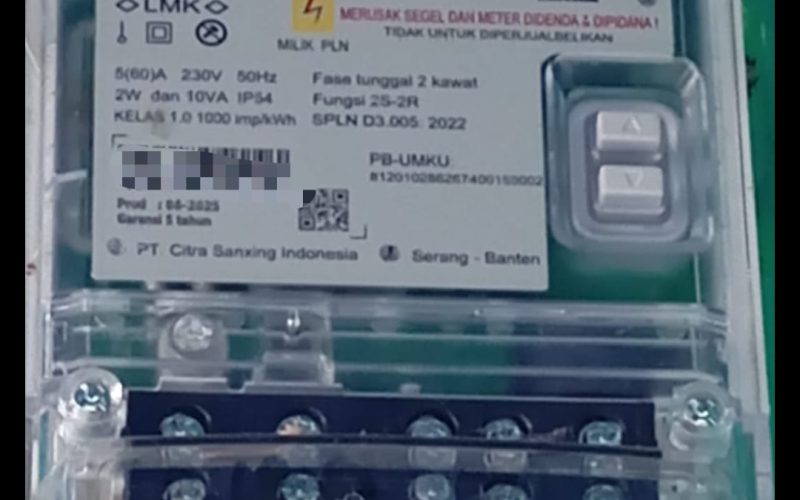 LMK
MERUSAK SEGEL DAN METER DIDENDA & DIPIDANA !
TIDAK UNTUK DIPERJUALBELIKAN
MILIK PLN
5(60)A 230V 50Hz Fase tunggal 2 kawat
2W dan 10VA IP54 Fungsi 2S-2R
KELAS 1.0 1000 imp/kWh SPLN D3.005: 2022
PB-UMKU:
812010286267400150002
Prod : 06-2025
Garansi 5 tahun
PT. Citra Sanxing Indonesia Serang - Banten